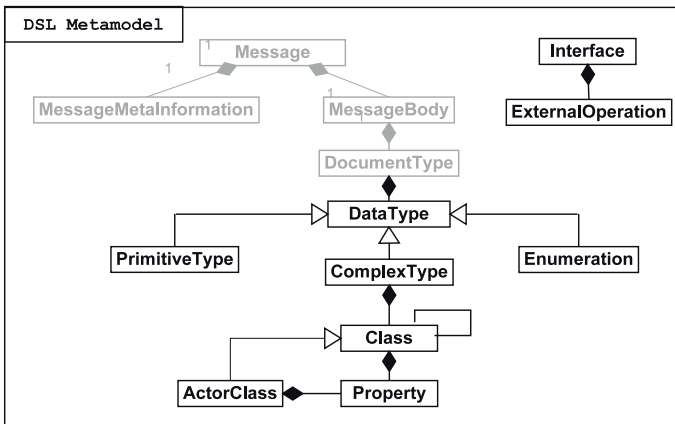 DSL Metamodel
1 Message
1
Interface
MessageMetaInformation
1
MessageBody
1
ExternalOperation
DocumentType
DataType
PrimitiveType
ComplexType
Enumeration
Class
ActorClass
Property